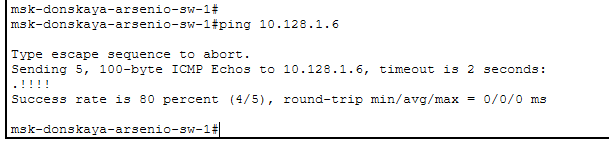 msk-donskaya-arsenio-sw-1#
msk-donskaya-arsenio-sw-1#ping 10.128.1.6
Type escape sequence to abort.
Sending 5, 100-byte ICMP Echos to 10.128.1.6, timeout is 2 seconds:
.!!!!
Success rate is 80 percent (4/5), round-trip min/avg/max = 0/0/0 ms
msk-donskaya-arsenio-sw-1#